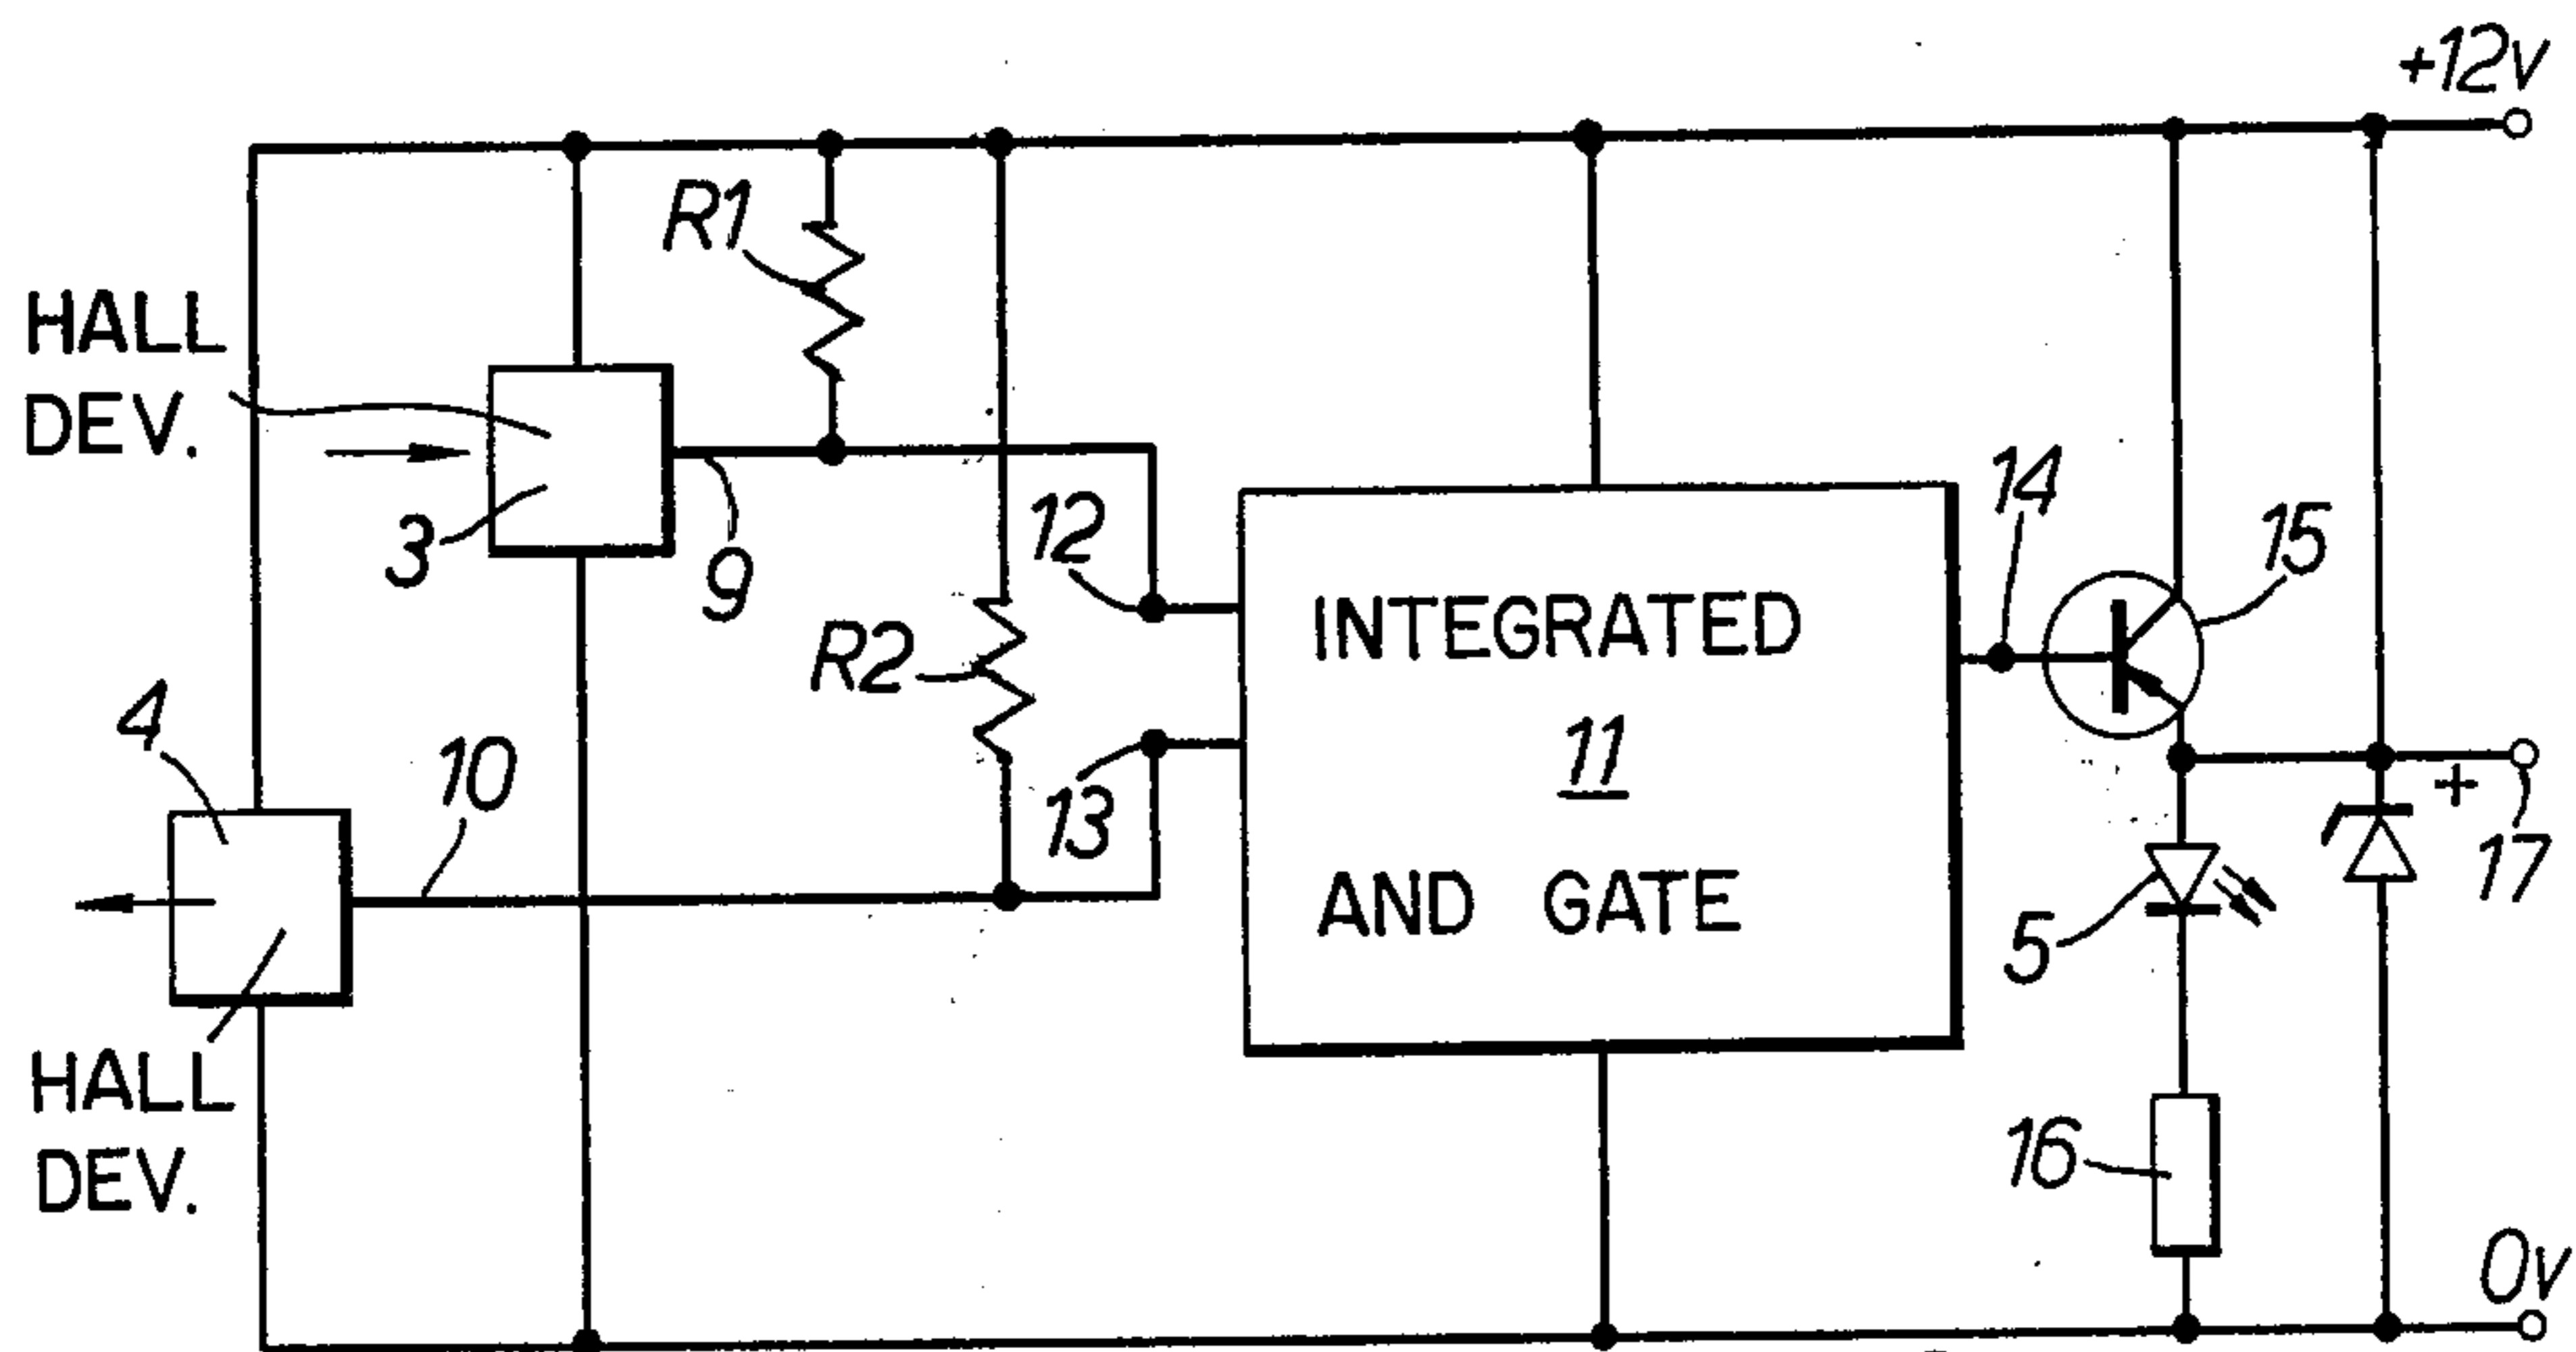 +12v
R1
HALL
DEV.
3
9
12
14
15
INTEGRATED
11
AND GATE
R2
4
10
13
+
17
5
HALL
DEV.
16
0v